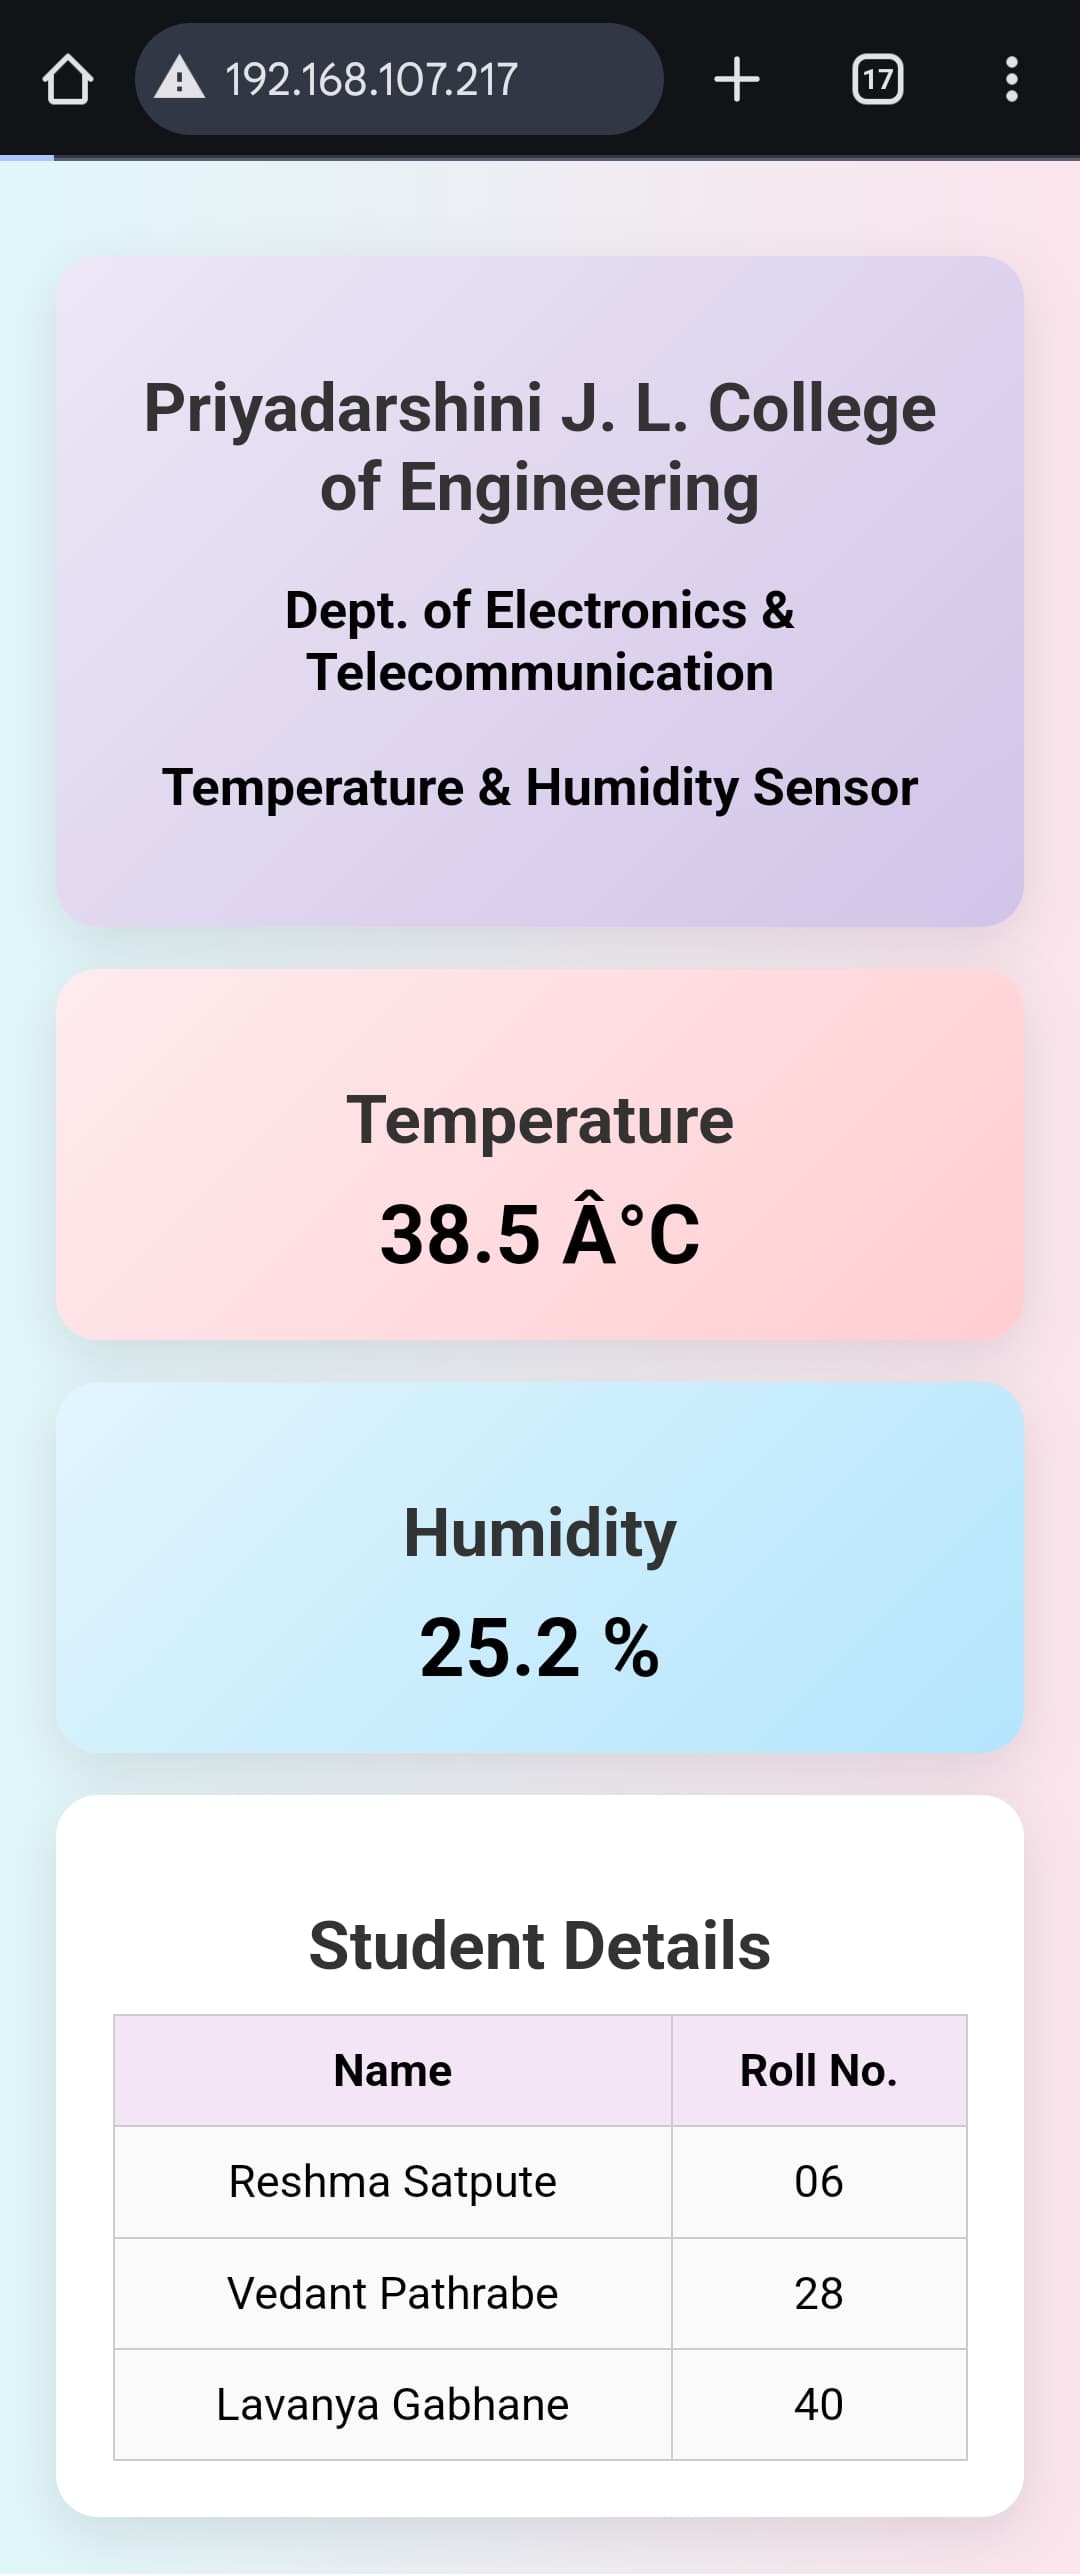 192.168.107.217
17
Priyadarshini J. L. College
of Engineering
Dept. of Electronics &
Telecommunication
Temperature & Humidity Sensor
Temperature
38.5 Â°C
Humidity
25.2 %
Student Details
Name Roll No.
Reshma Satpute 06
Vedant Pathrabe 28
Lavanya Gabhane 40